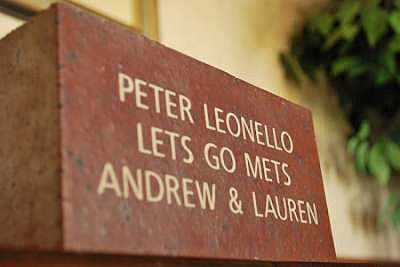 PETER LEONELLO
LETS GO METS
ANDREW & LAUREN